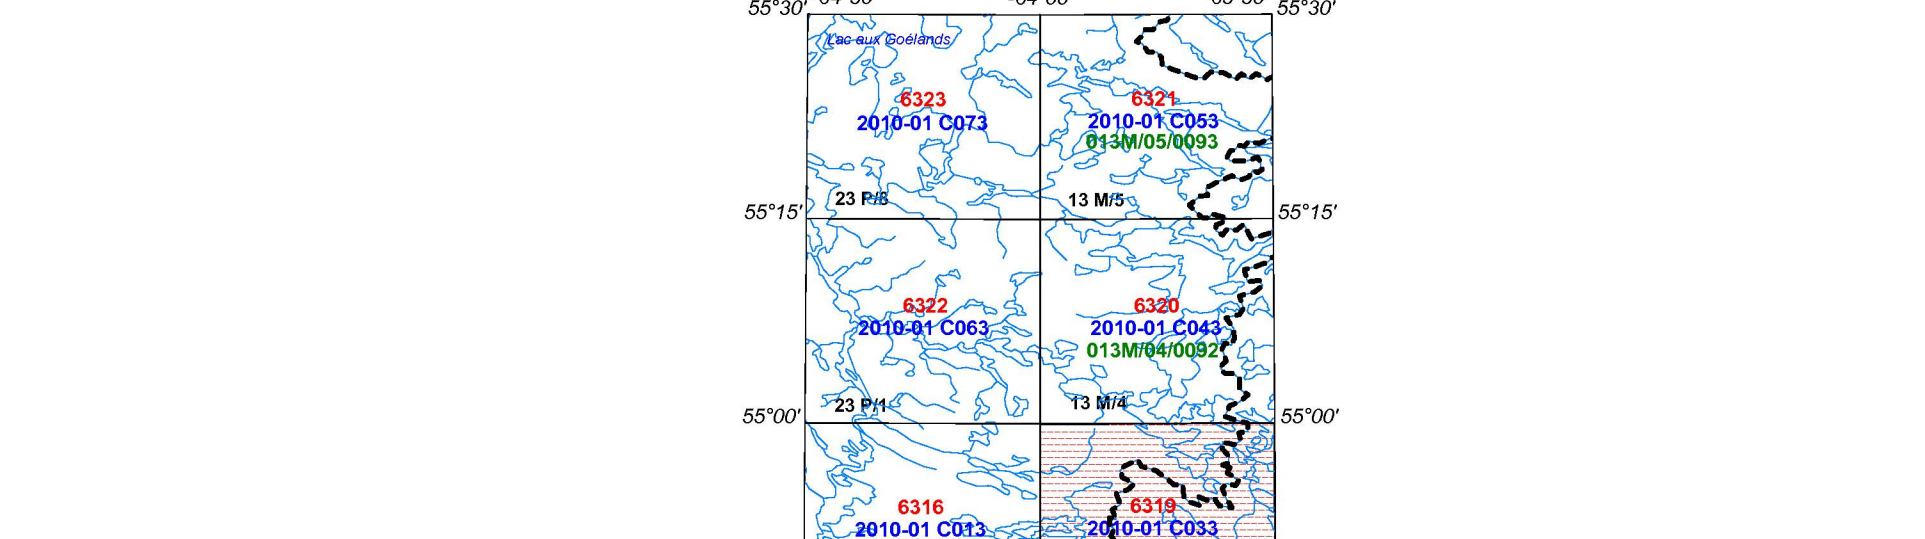 55°30' 55°30'
Lac aux Goélands
6323 6321
2010-01 C073 2010-01 C053
013M/05/0093
23 P/8 13 M/5
55°15' 55°15'
6322 6320
2010-01 C063 2010-01 C043
013M/04/0092
23 P/1 13 M/4
55°00' 55°00'
6316 6319
2010-01 C013 2010-01 C033